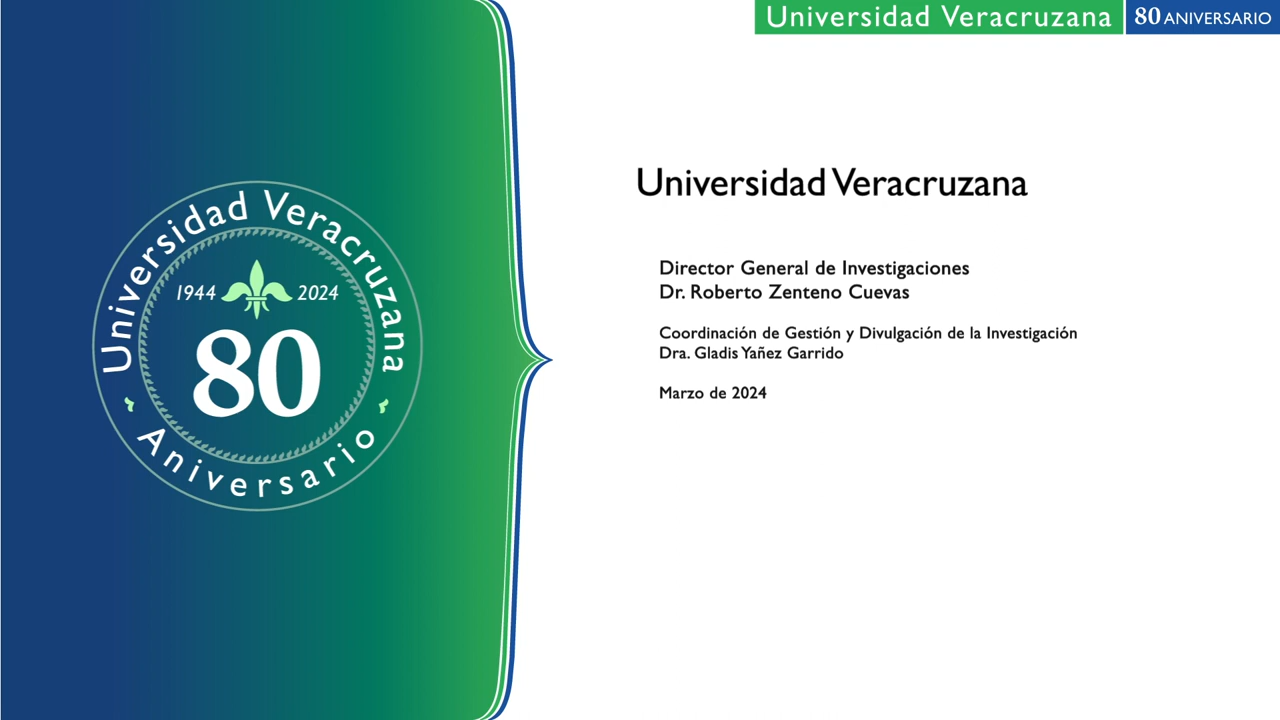 Universidad Veracruzana
80 ANIVERSARIO
Universidad Veracruzana
1944
2024
80
Aniversario
Universidad Veracruzana
Director General de Investigaciones
Dr. Roberto Zenteno Cuevas
Coordinación de Gestión y Divulgación de la Investigación
Dra. Gladis Yañez Garrido
Marzo de 2024